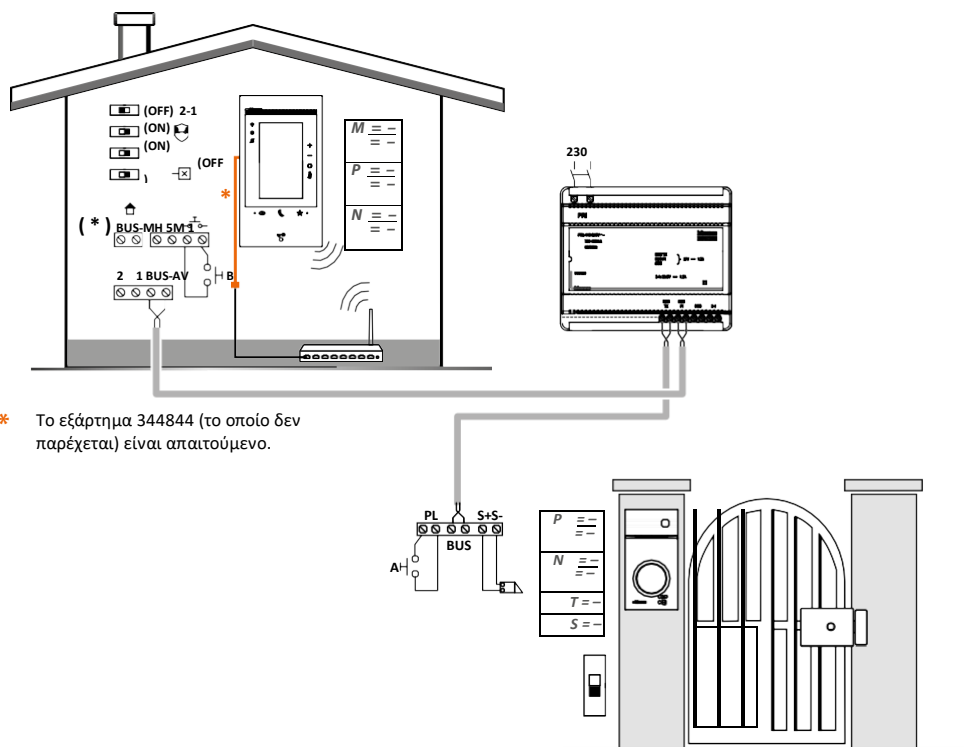 (OFF) 2-1
(ON)
(ON)
(OFF
)
*
( * ) BUS-MH 5M 1
2 1 BUS-AV
B
M = –
= –
P = –
= –
N = –
= –
230
PRI
* Το εξάρτημα 344844 (το οποίο δεν
παρέχεται) είναι απαιτούμενο.
PL S+S-
BUS
A
P = –
= –
N = –
= –
T = –
S = –